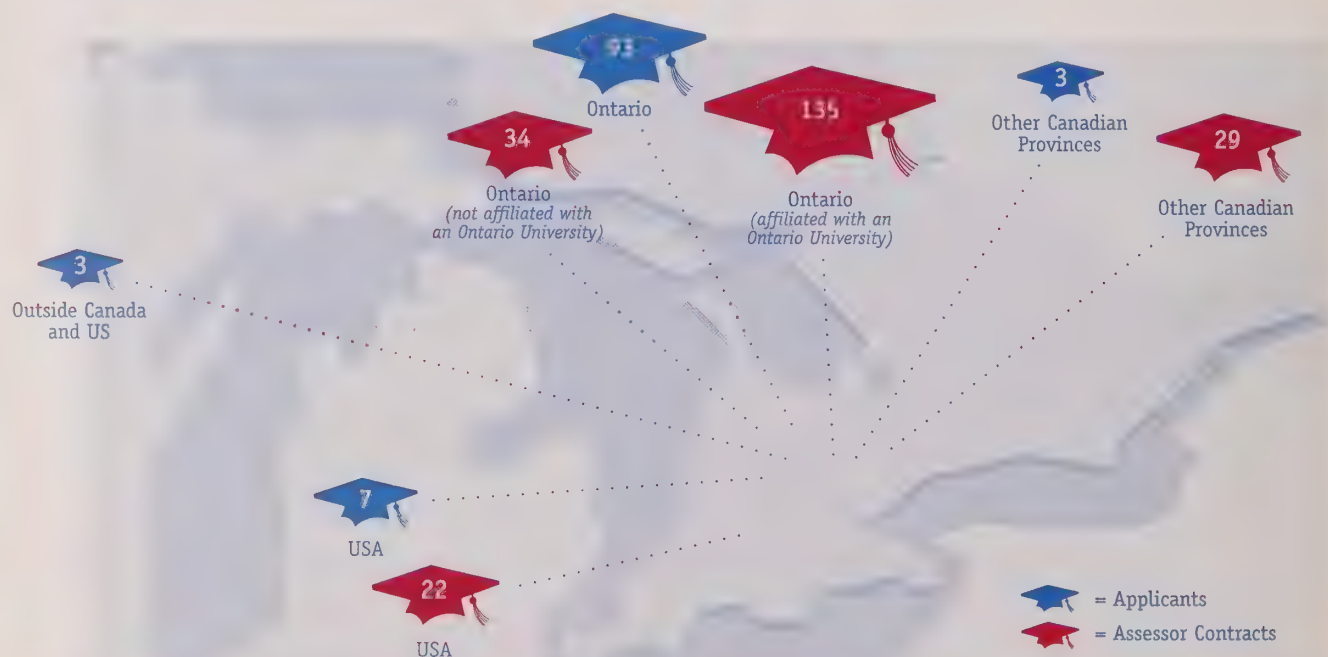 93
Ontario
34
Ontario
(not affiliated with
an Ontario University)
135
Ontario
(affiliated with an
Ontario University)
3
Other Canadian
Provinces
29
Other Canadian
Provinces
3
Outside Canada
and US
7
USA
22
USA
= Applicants
= Assessor Contracts